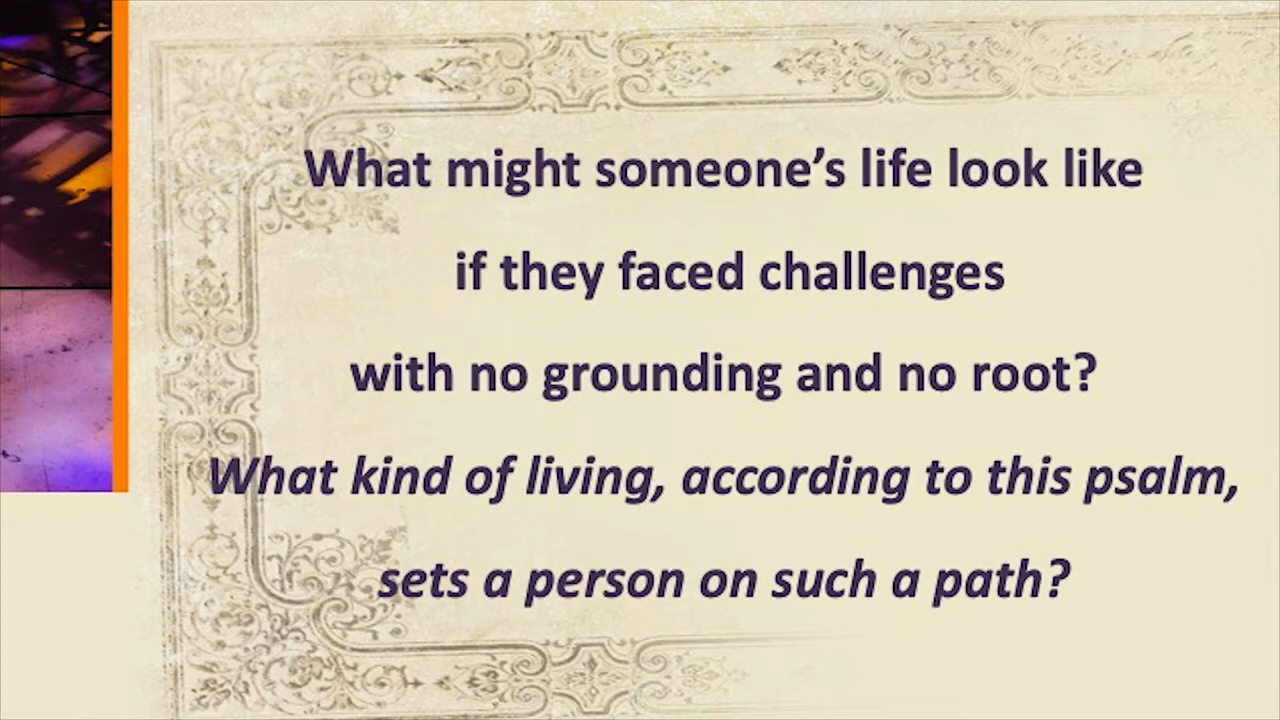 What might someone’s life look like
if they faced challenges
with no grounding and no root?
What kind of living, according to this psalm,
sets a person on such a path?